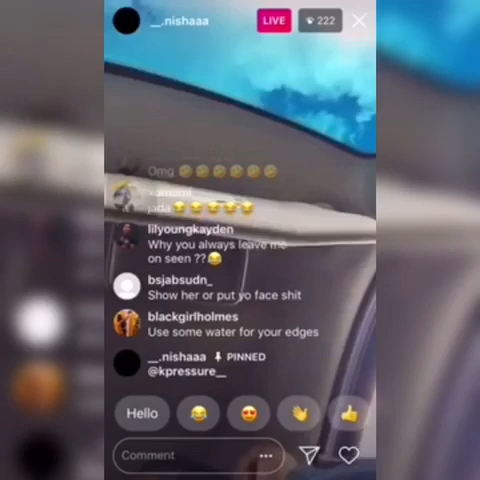 __.nishaaa LIVE 222
Omg 🤣🤣🤣🤣🤣🤣
jada 😂😂😂😂😂
lilyoungkayden
Why you always leave me
on seen ??😂
bsjabsudn_
Show her or put yo face shit
blackgirlholmes
Use some water for your edges
__.nishaaa PINNED
@kpressure__
Hello 😂 😍 👋 👍
Comment